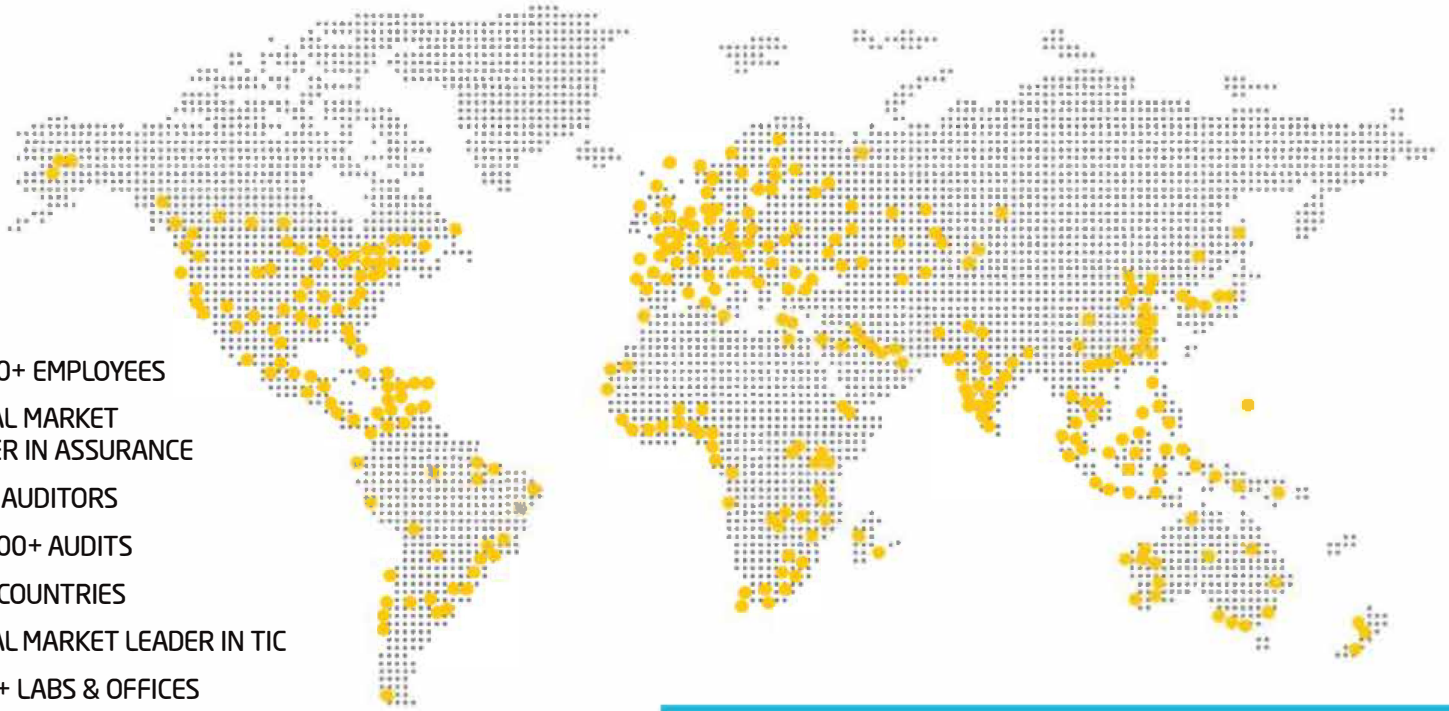 0+ EMPLOYEES
AL MARKET
ER IN ASSURANCE
AUDITORS
00+ AUDITS
COUNTRIES
AL MARKET LEADER IN TIC
+ LABS & OFFICES